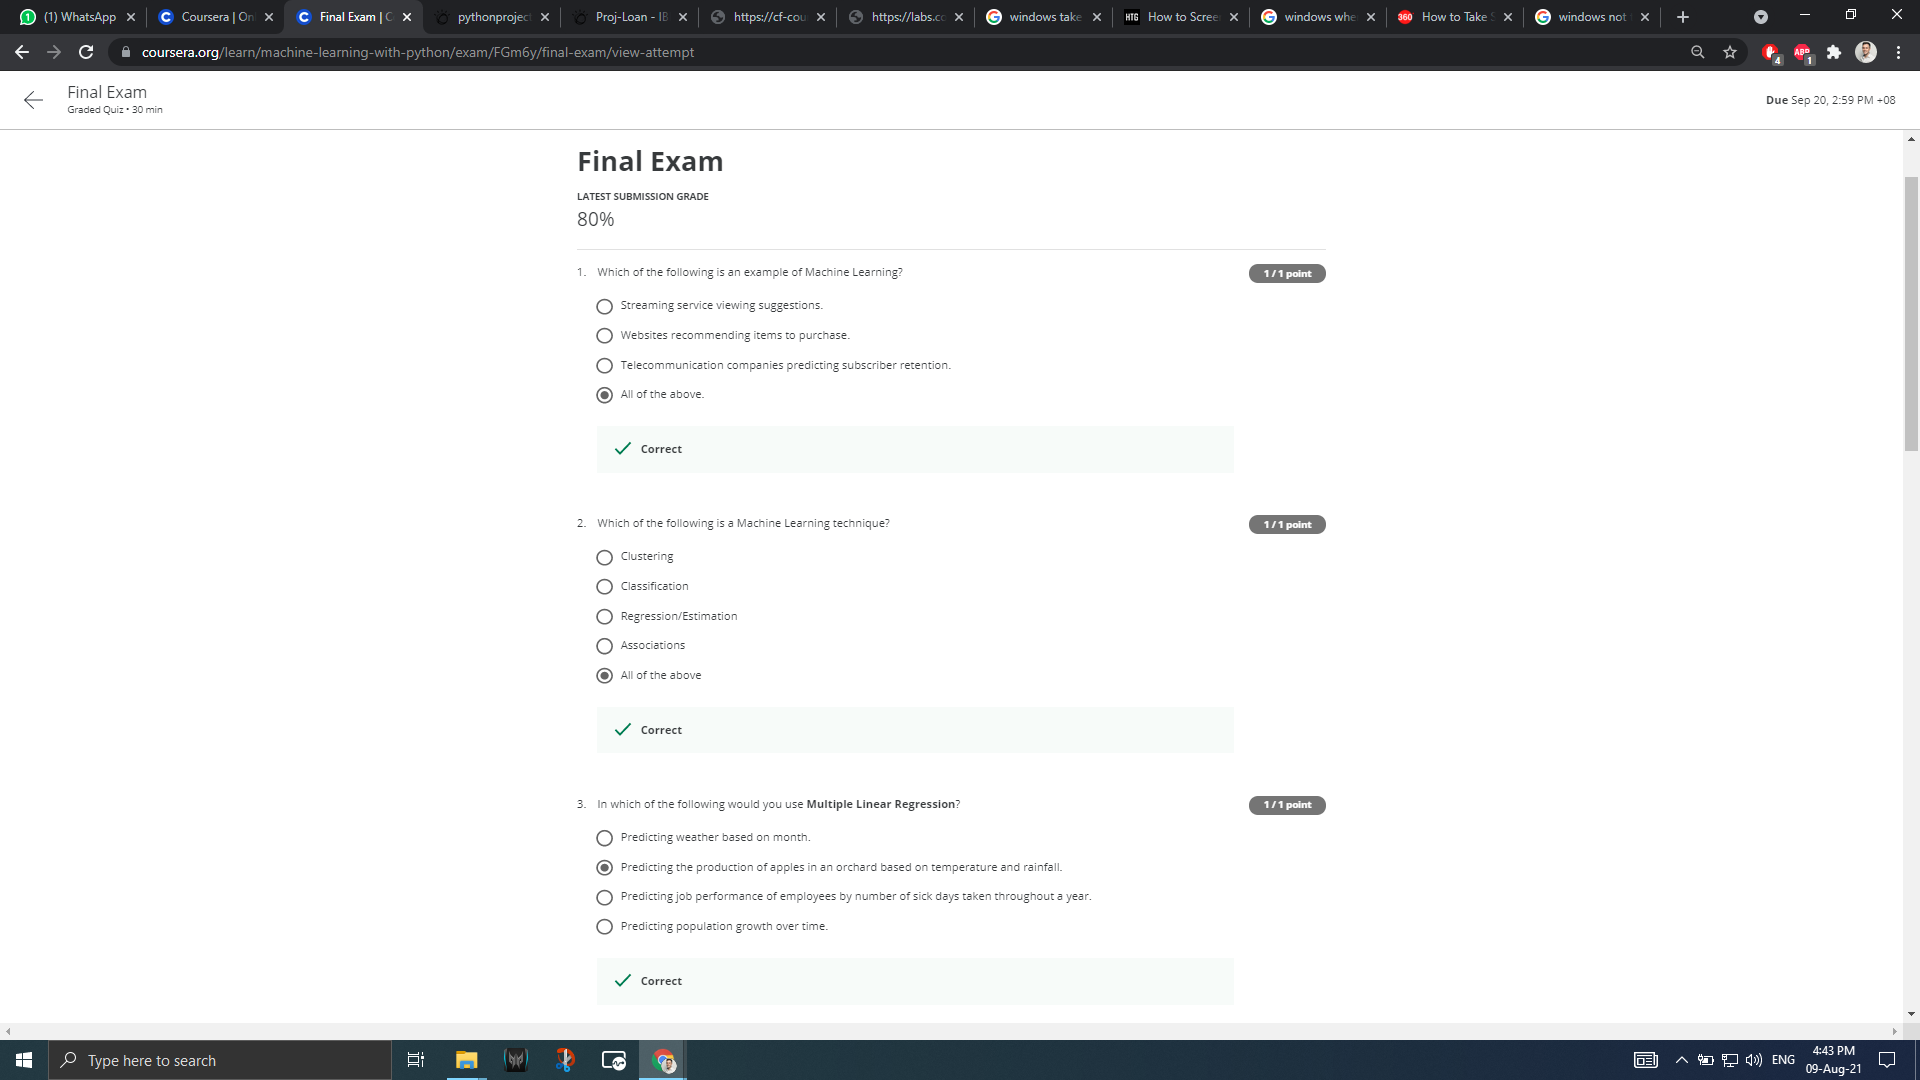 (1) WhatsApp
Coursera | On
Final Exam | C
pythonproject
Proj-Loan - IB
https://cf-cou
https://labs.co
windows take
How to Scree
windows whe
How to Take S
windows not
coursera.org/learn/machine-learning-with-python/exam/FGm6y/final-exam/view-attempt
Final Exam
Graded Quiz • 30 min
Due Sep 20, 2:59 PM +08
Final Exam
LATEST SUBMISSION GRADE
80%
1. Which of the following is an example of Machine Learning?
1 / 1 point
Streaming service viewing suggestions.
Websites recommending items to purchase.
Telecommunication companies predicting subscriber retention.
All of the above.
Correct
2. Which of the following is a Machine Learning technique?
1 / 1 point
Clustering
Classification
Regression/Estimation
Associations
All of the above
Correct
3. In which of the following would you use Multiple Linear Regression?
1 / 1 point
Predicting weather based on month.
Predicting the production of apples in an orchard based on temperature and rainfall.
Predicting job performance of employees by number of sick days taken throughout a year.
Predicting population growth over time.
Correct
Type here to search
ENG
4:43 PM
09-Aug-21